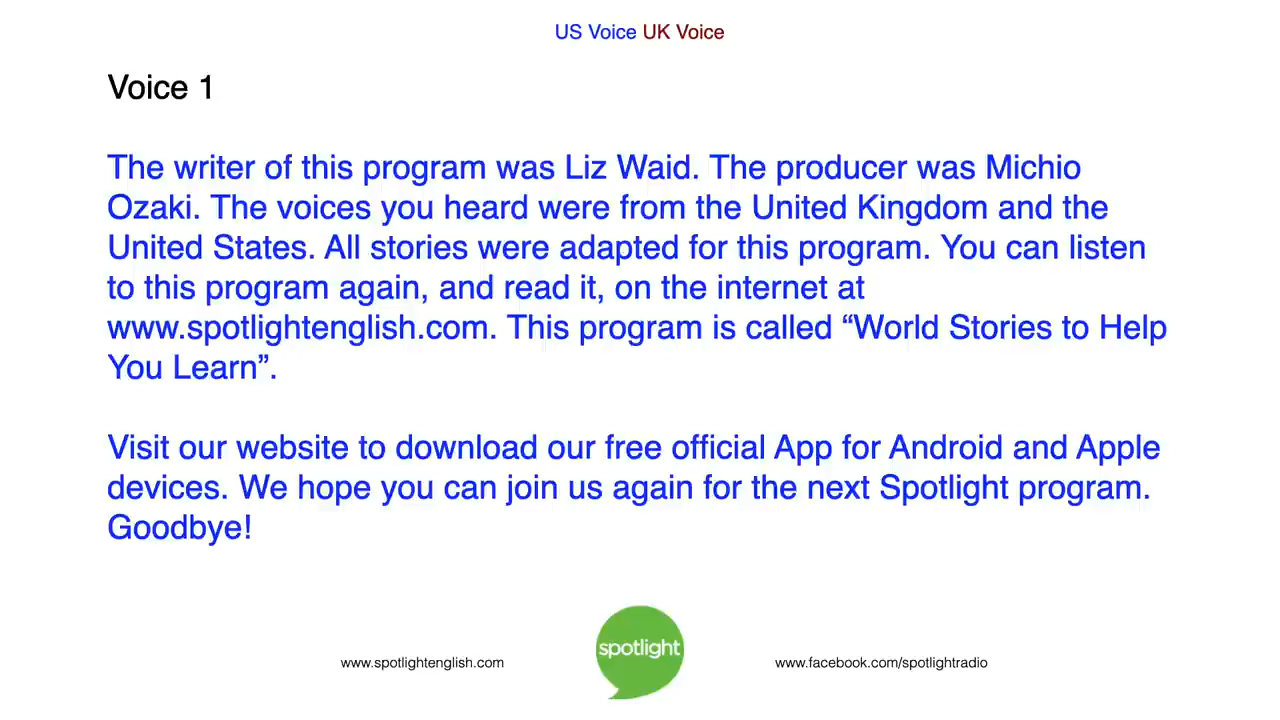 US Voice UK Voice
Voice 1
The writer of this program was Liz Waid. The producer was Michio
Ozaki. The voices you heard were from the United Kingdom and the
United States. All stories were adapted for this program. You can listen
to this program again, and read it, on the internet at
www.spotlightenglish.com. This program is called “World Stories to Help
You Learn”.
Visit our website to download our free official App for Android and Apple
devices. We hope you can join us again for the next Spotlight program.
Goodbye!
spotlight
www.spotlightenglish.com
www.facebook.com/spotlightradio